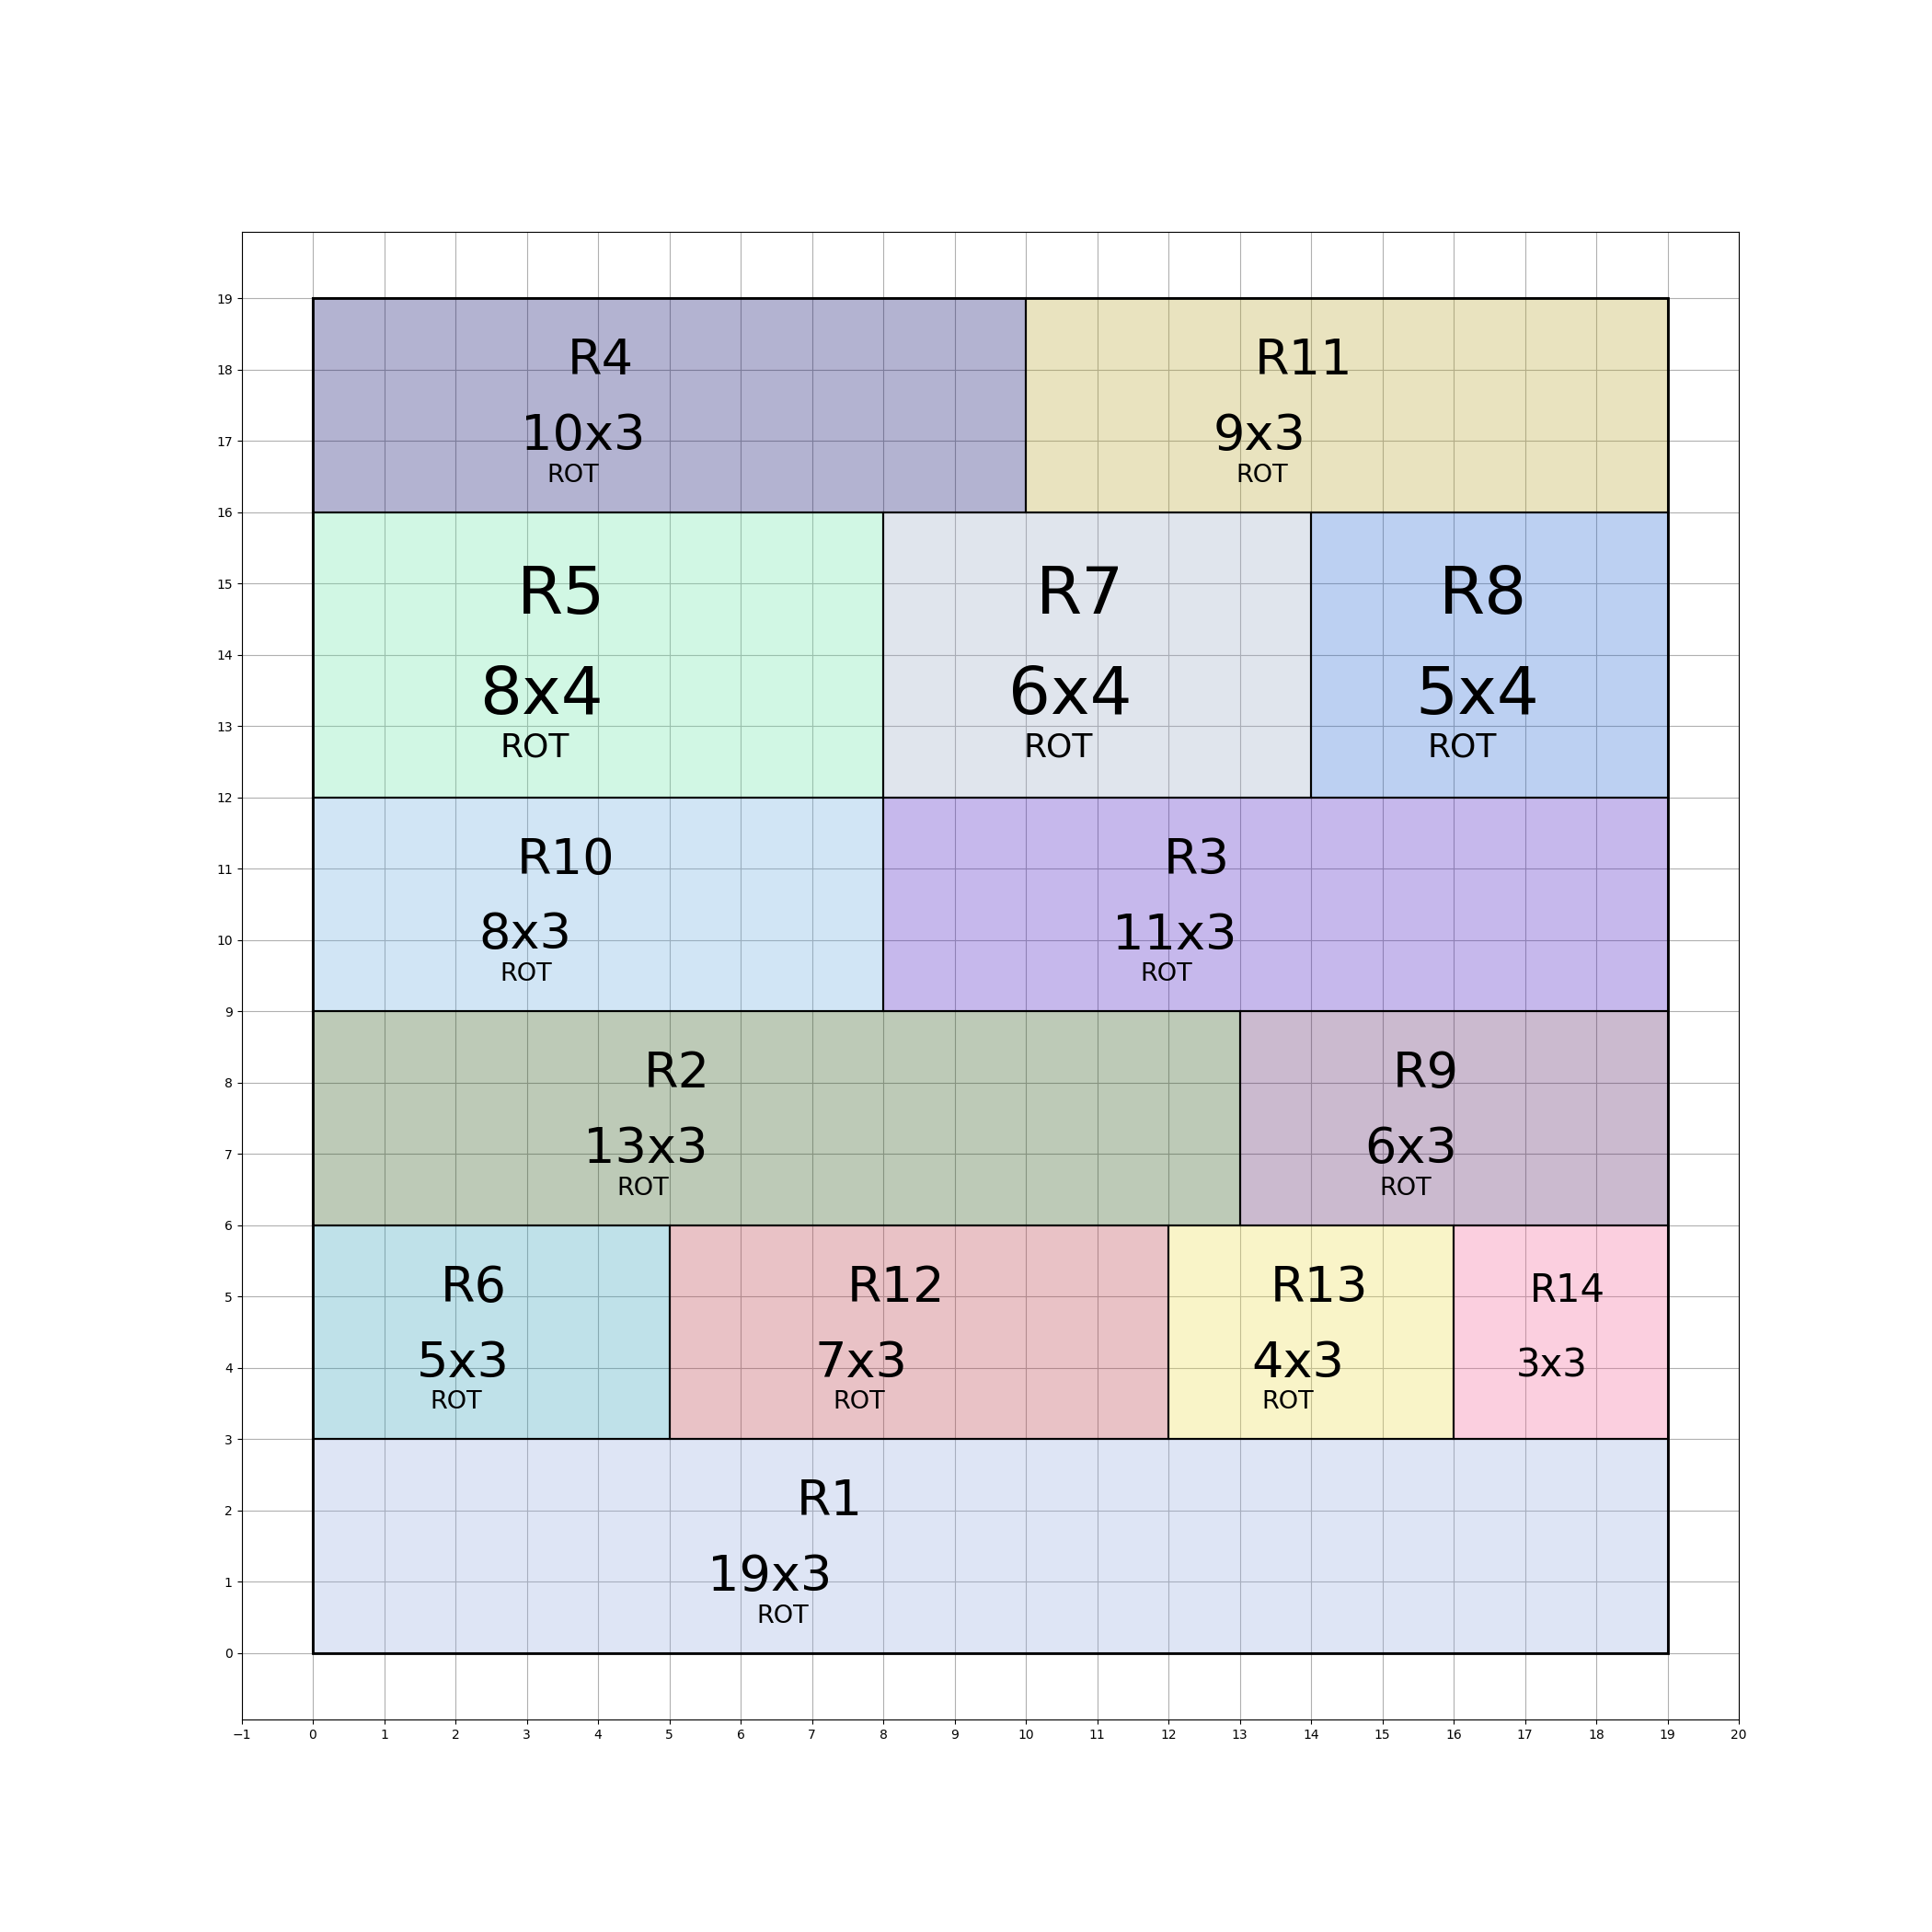 19
18
17
16
15
14
13
12
11
10
9
8
7
6
5
4
3
2
1
0
R4
10x3
ROT
R11
9x3
ROT
R5
8x4
ROT
R7
6x4
ROT
R8
5x4
ROT
R10
8x3
ROT
R3
11x3
ROT
R2
13x3
ROT
R9
6x3
ROT
R6
5x3
ROT
R12
7x3
ROT
R13
4x3
ROT
R14
3x3
R1
19x3
ROT
−1 0 1 2 3 4 5 6 7 8 9 10 11 12 13 14 15 16 17 18 19 20